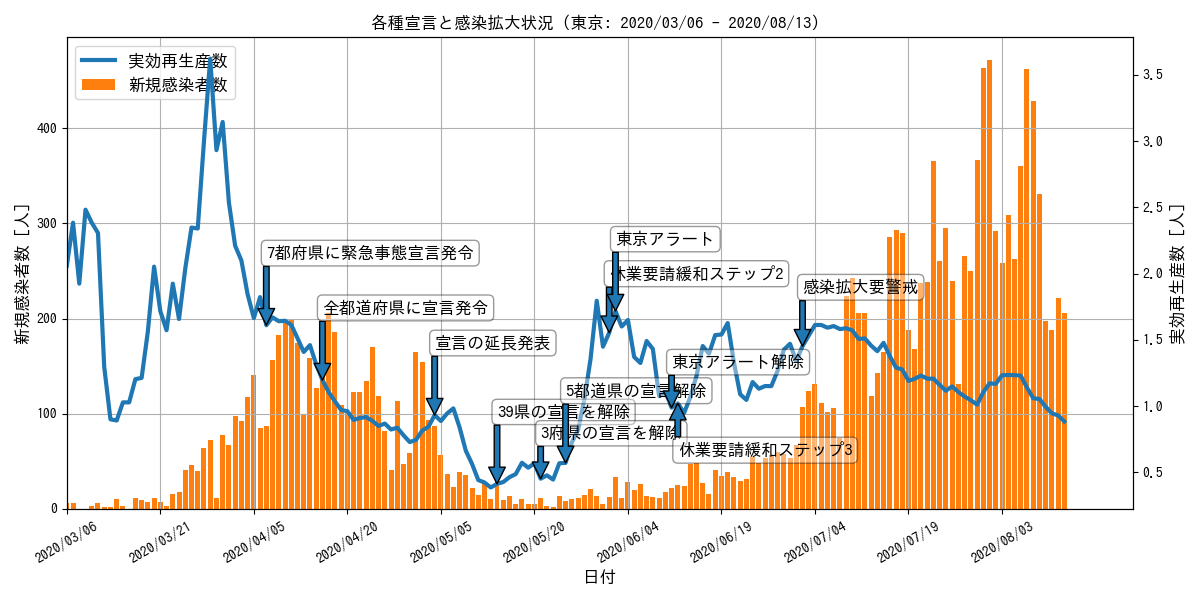 各種宣言と感染拡大状況 (東京: 2020/03/06 - 2020/08/13)
実効再生産数
新規感染者数
新規感染者数 [人]
400
300
200
100
0
実効再生産数 [人]
3.5
3.0
2.5
2.0
1.5
1.0
0.5
7都府県に緊急事態宣言発令
全都道府県に宣言発令
宣言の延長発表
39県の宣言を解除
3府県の宣言を解除
5都道県の宣言解除
休業要請緩和ステップ2
東京アラート
東京アラート解除
休業要請緩和ステップ3
感染拡大要警戒
2020/03/06
2020/03/21
2020/04/05
2020/04/20
2020/05/05
2020/05/20
2020/06/04
2020/06/19
2020/07/04
2020/07/19
2020/08/03
日付